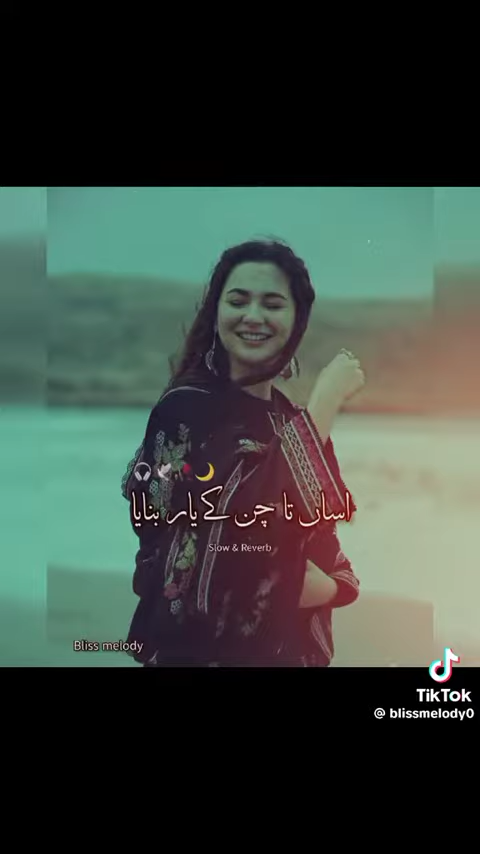 🎧🕊️🥀🌙
اساں تا چن کے یار بنایا
Slow & Reverb
Bliss melody
TikTok
@ blissmelody0